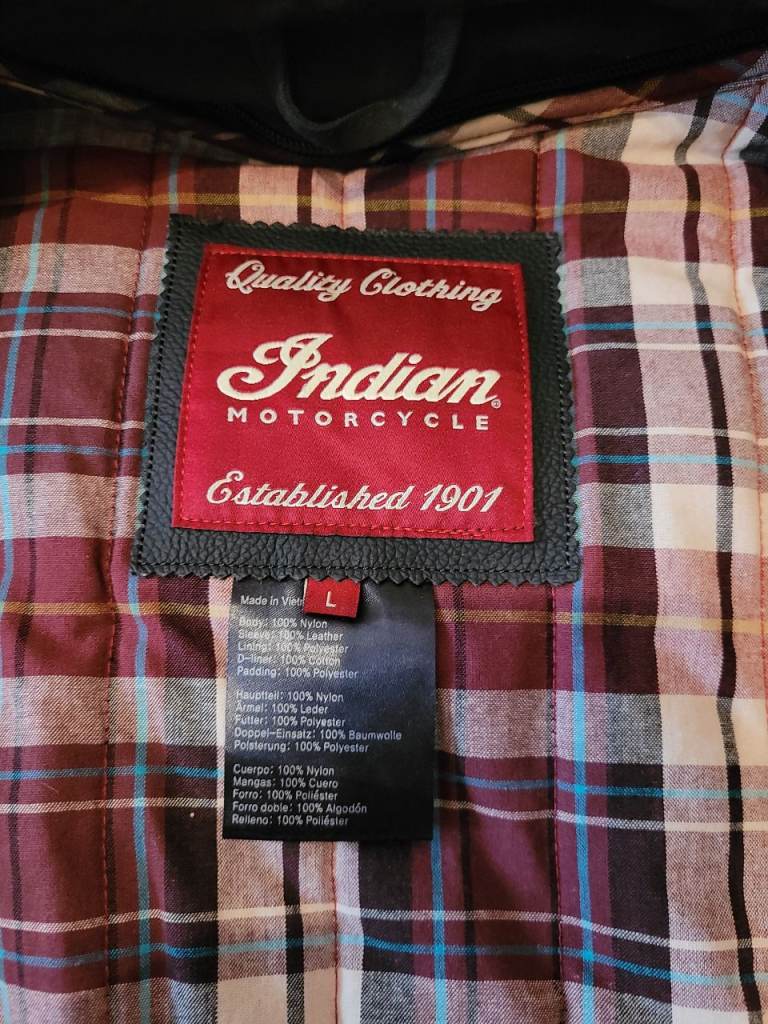 Quality Clothing
Indian®
MOTORCYCLE
Established 1901
L
Made in
Body: 100% Nylon
Sleeve: 100% Leather
Lining: 100% Polyester
D-liner: 100% Cotton
Padding: 100% Polyester
Hauptteil: 100% Nylon
Ärmel: 100% Leder
Futter: 100% Polyester
Doppel-Einsatz: 100% Baumwolle
Polsterung: 100% Polyester
Cuerpo: 100% Nylon
Mangas: 100% Cuero
Forro: 100% Poliéster
Forro doble: 100% Algodón
Relleno: 100% Poliéster